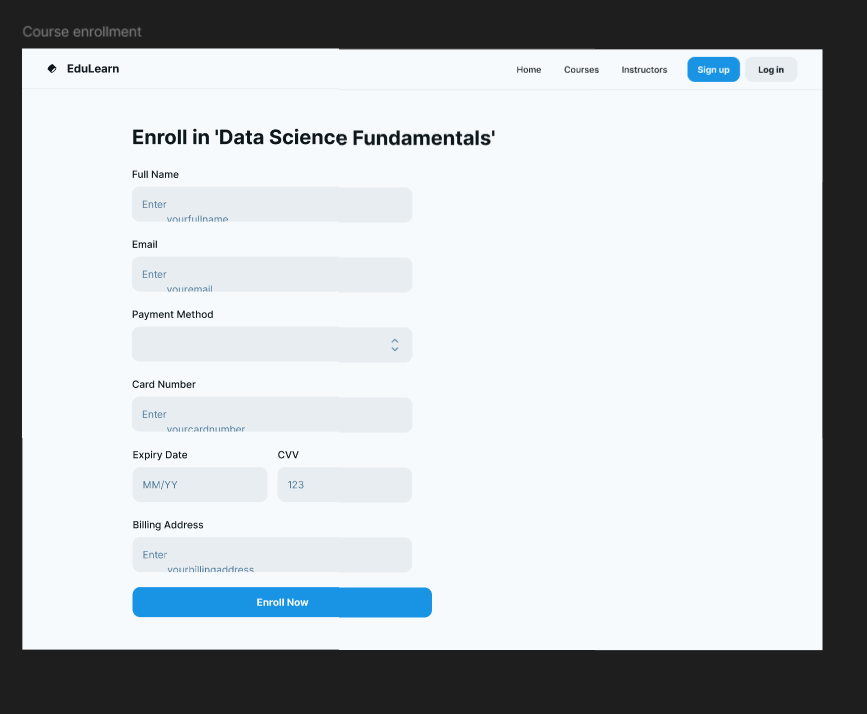 Course enrollment
EduLearn
Home Courses Instructors Sign up Log in
Enroll in 'Data Science Fundamentals'
Full Name
Enter
yourfullname
Email
Enter
youremail
Payment Method
Card Number
Enter
yourcardnumber
Expiry Date CVV
MM/YY 123
Billing Address
Enter
yourbillingaddress
Enroll Now